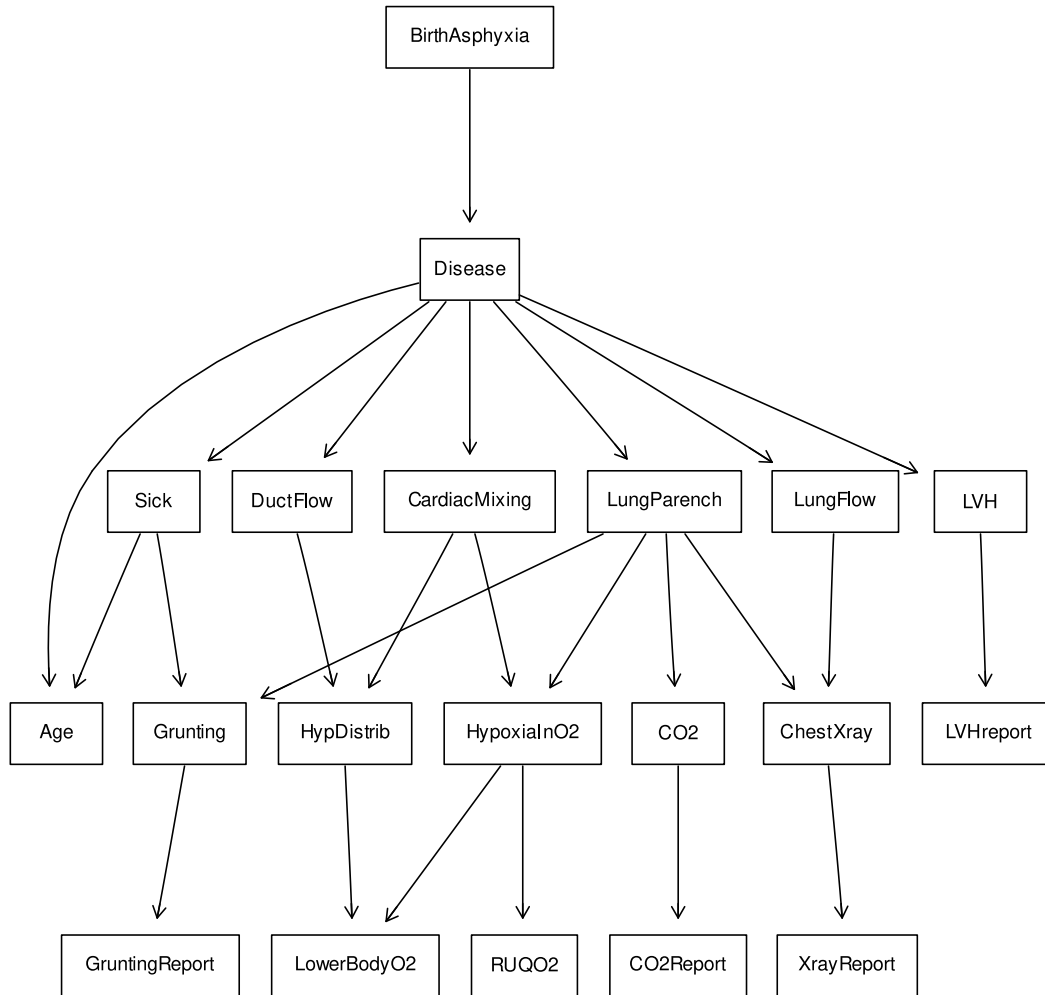 BirthAsphyxia
Disease
Sick
DuctFlow
CardiacMixing
LungParench
LungFlow
LVH
Age
Grunting
HypDistrib
HypoxiaInO2
CO2
ChestXray
LVHreport
GruntingReport
LowerBodyO2
RUQO2
CO2Report
XrayReport